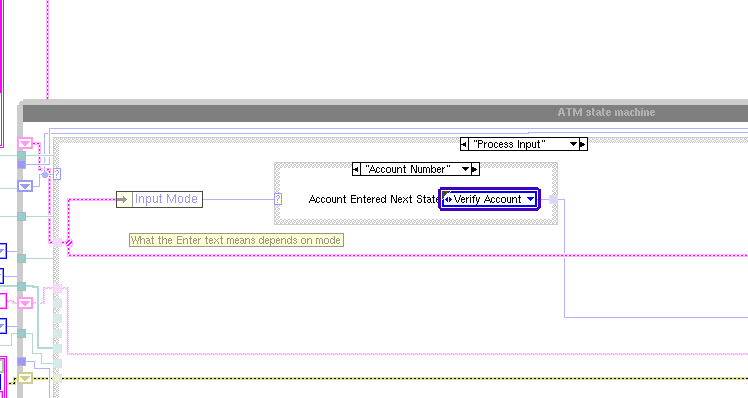 ATM state machine
"Process Input"
"Account Number"
Input Mode
Account Entered Next State
Verify Account
What the Enter text means depends on mode
?
?